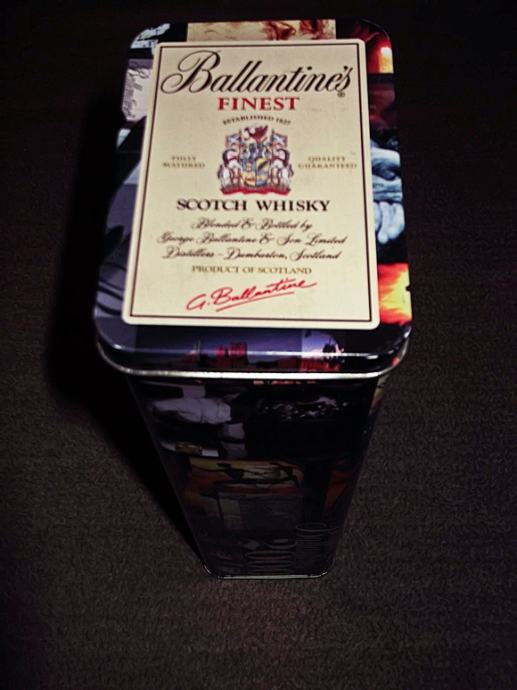 Ballantine's
FINEST
ESTABLISHED 1827
FULLY MATURED
QUALITY GUARANTEED
SCOTCH WHISKY
Blended & Bottled by
George Ballantine & Son Limited
Distillers - Dumbarton, Scotland
PRODUCT OF SCOTLAND
G. Ballantine